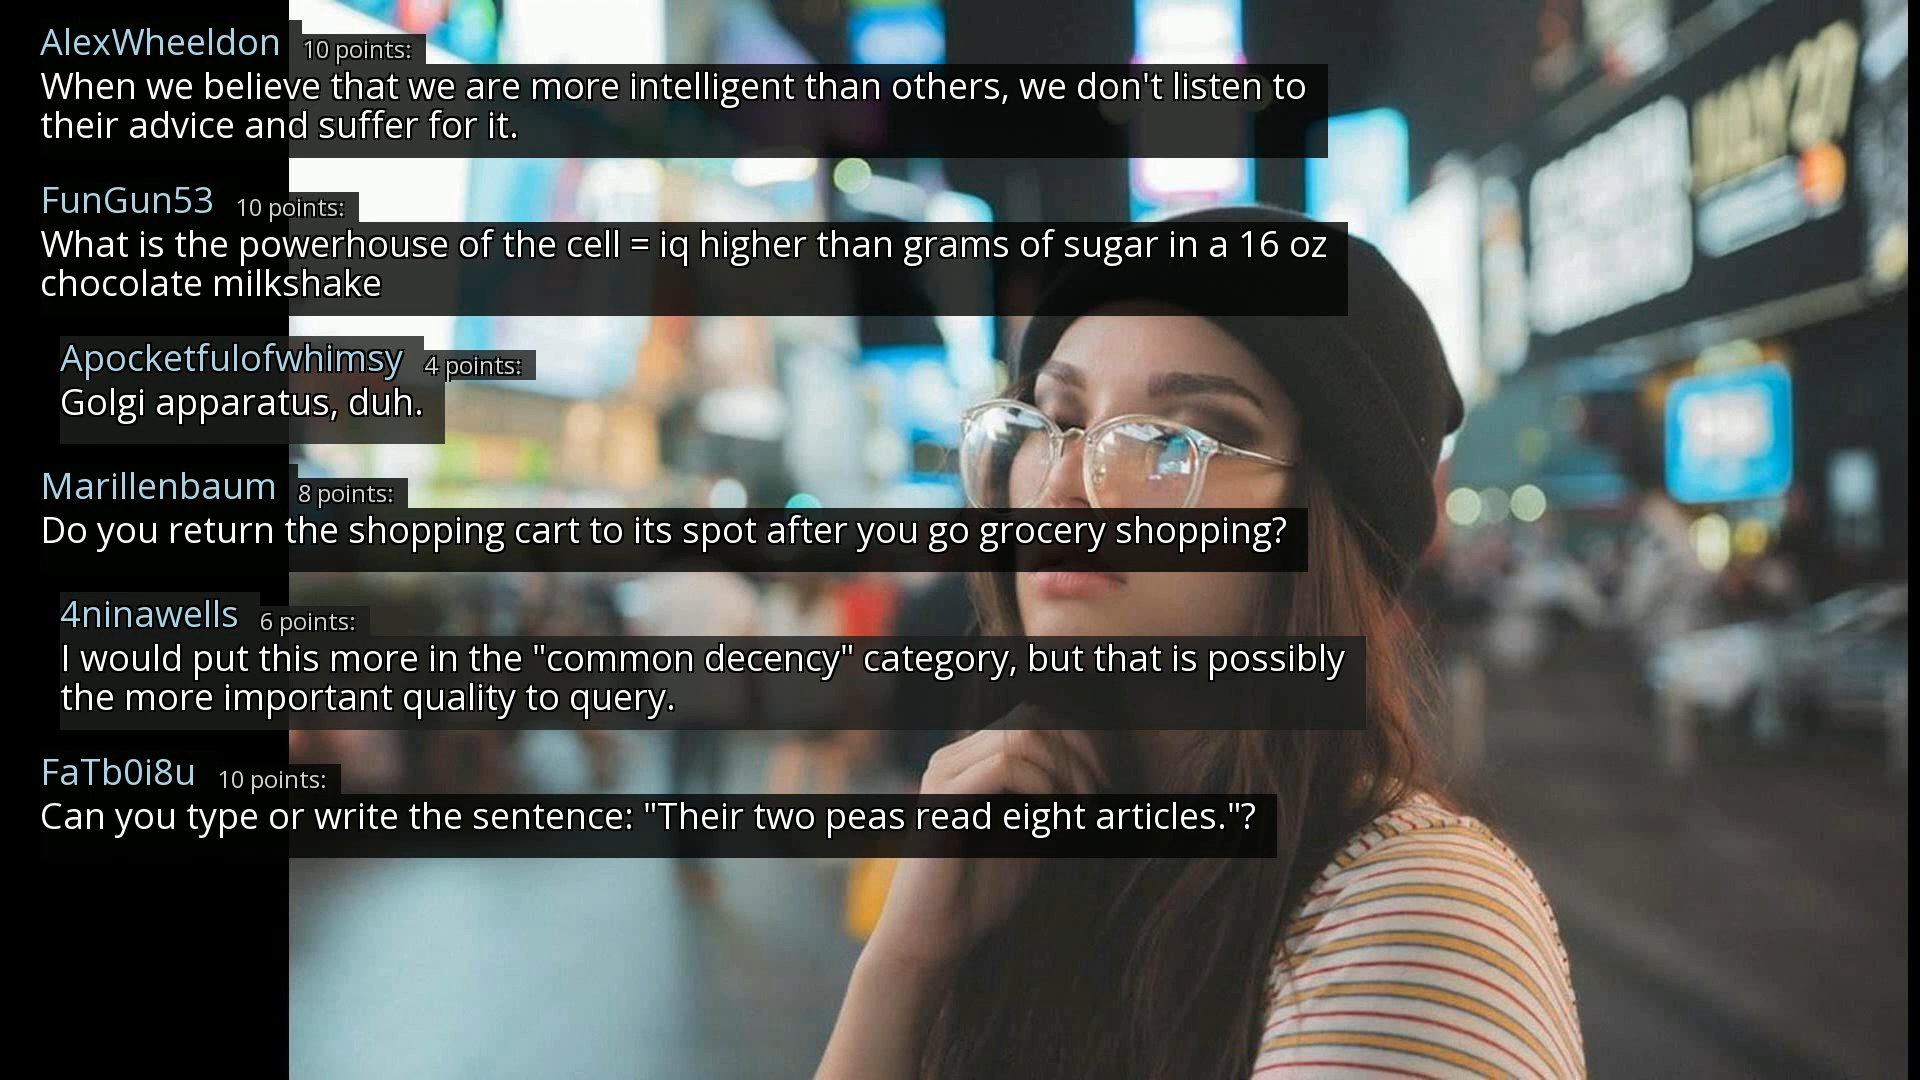 AlexWheeldon 10 points:
When we believe that we are more intelligent than others, we don't listen to
their advice and suffer for it.
FunGun53 10 points:
What is the powerhouse of the cell = iq higher than grams of sugar in a 16 oz
chocolate milkshake
Apocketfulofwhimsy 4 points:
Golgi apparatus, duh.
Marillenbaum 8 points:
Do you return the shopping cart to its spot after you go grocery shopping?
4ninawells 6 points:
I would put this more in the "common decency" category, but that is possibly
the more important quality to query.
FaTb0i8u 10 points:
Can you type or write the sentence: "Their two peas read eight articles."?